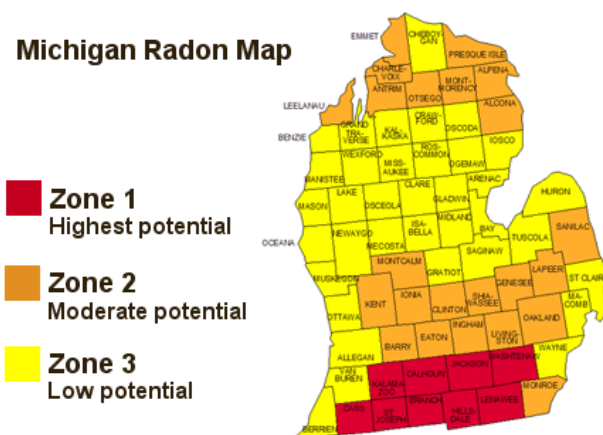 Michigan Radon Map
Zone 1
Highest potential
Zone 2
Moderate potential
Zone 3
Low potential
EMMET
CHEBOY-
GAN
PRESQUE ISLE
CHARLE-
VOIX
ANTRIM
OTSEGO
MONT-
MORENCY
ALPENA
LEELANAU
ALCONA
BENZIE
GRAND
TRA-
VERSE
KAL-
KASKA
CRAW-
FORD
OSCODA
MANISTEE
WEXFORD
MISS-
AUKEE
ROS-
COMMON
OGEMAW
IOSCO
ARENAC
MASON
LAKE
OSCEOLA
CLARE
GLADWIN
HURON
OCEANA
NEWAYGO
MECOSTA
ISA-
BELLA
MIDLAND
BAY
TUSCOLA
SANILAC
MUSKEGON
MONTCALM
GRATIOT
SAGINAW
OTTAWA
KENT
IONIA
CLINTON
SHIA-
WASSEE
GENESEE
LAPEER
ST CLAIR
MA-
COMB
ALLEGAN
BARRY
EATON
INGHAM
LIVING-
STON
OAKLAND
VAN
BUREN
KALAMA
ZOO
CALHOUN
JACKSON
WASHTENAW
WAYNE
BERRIEN
CASS
ST
JOSEPH
BRANCH
HILLS-
DALE
LENAWEE
MONROE